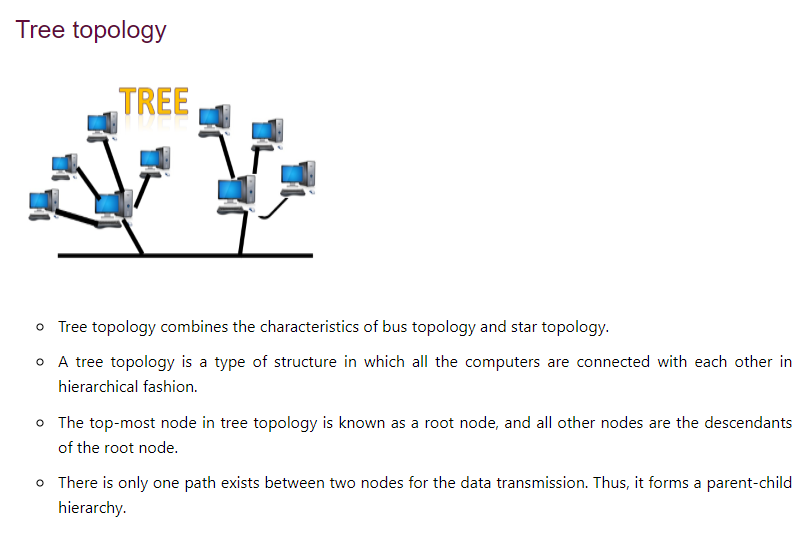 Tree topology
TREE
Tree topology combines the characteristics of bus topology and star topology.
A tree topology is a type of structure in which all the computers are connected with each other in
hierarchical fashion.
The top-most node in tree topology is known as a root node, and all other nodes are the descendants
of the root node.
There is only one path exists between two nodes for the data transmission. Thus, it forms a parent-child
hierarchy.